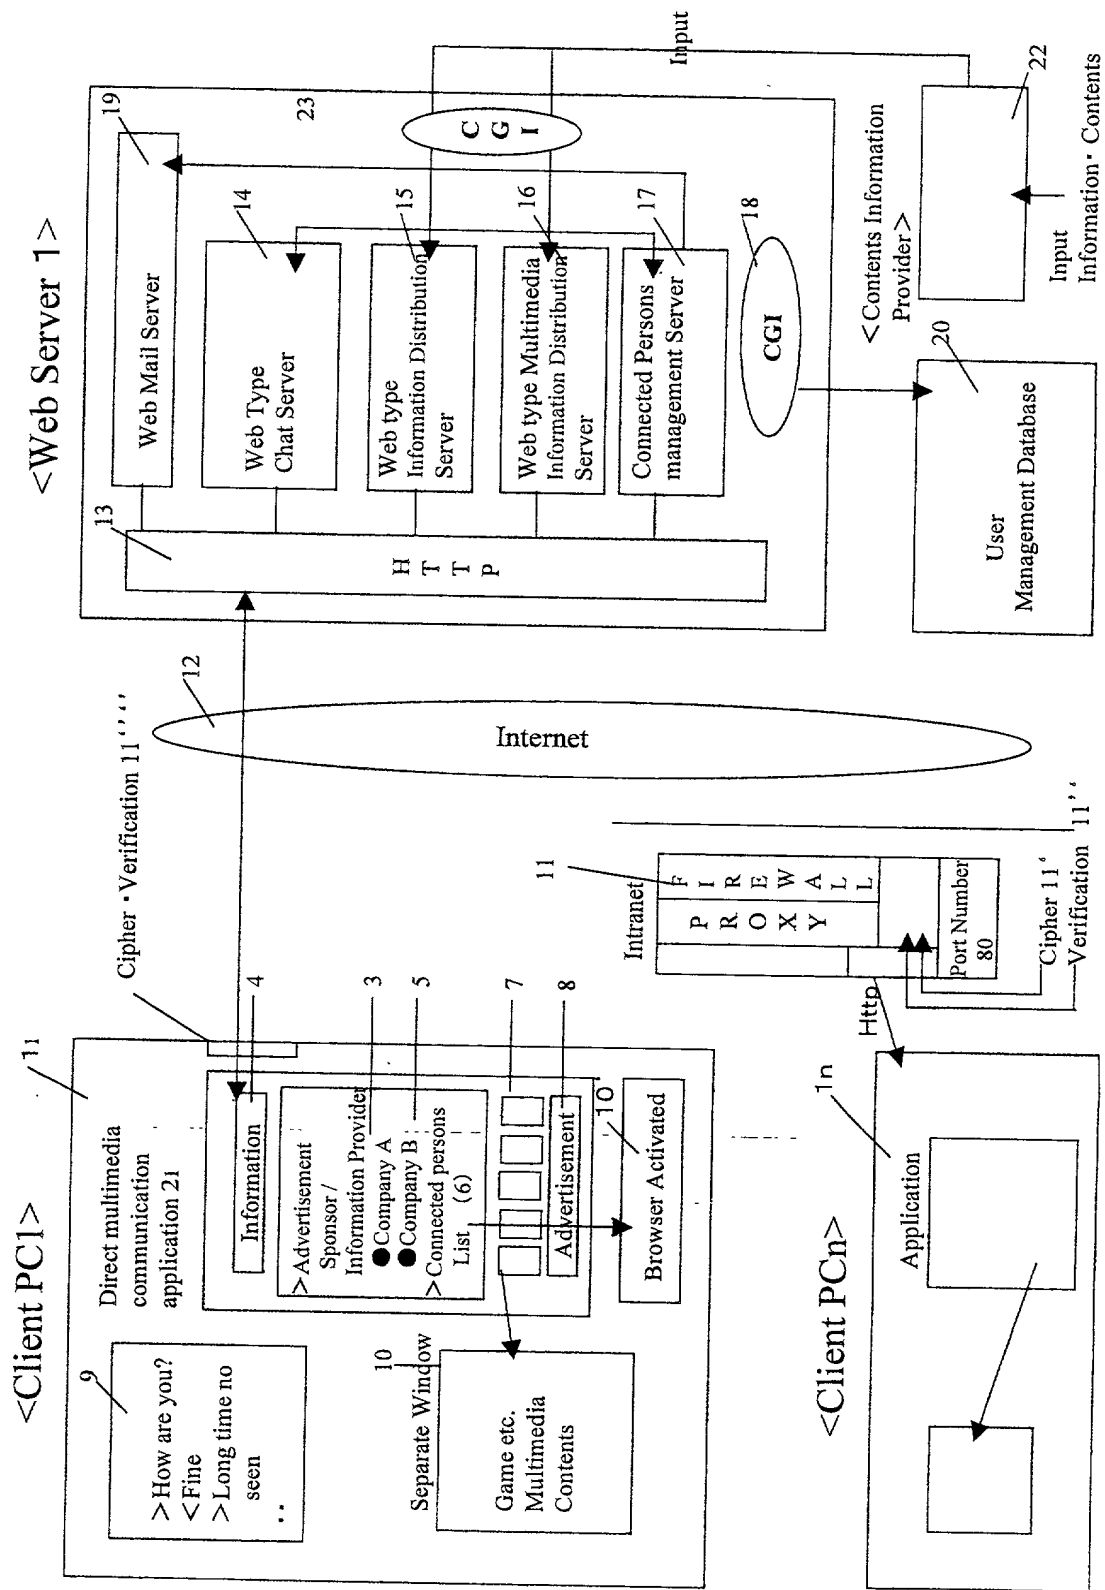 <Client PC1>
9
>How are you?
<Fine
>Long time no
seen
..
Direct multimedia
communication
application 21
11
Cipher・Verification 11''''
Information
4
>Advertisement
Sponsor /
Information Provider
●Company A
●Company B
>Connected persons
List (6)
3
5
7
Advertisement
8
10
Browser Activated
Separate Window
10
Game etc.
Multimedia
Contents
<Client PCn>
Application
1n
Http
Intranet
11
PROXY
FIREWALL
Port Number
80
Cipher 11‘
Verification 11’‘
12
Internet
<Web Server 1>
13
HTTP
19
Web Mail Server
23
14
Web Type
Chat Server
15
Web type
Information Distribution
Server
16
Web type Multimedia
Information Distribution
Server
17
Connected Persons
management Server
CGI
18
CGI
Input
20
User
Management Database
<Contents Information
Provider>
22
Input
Information・Contents